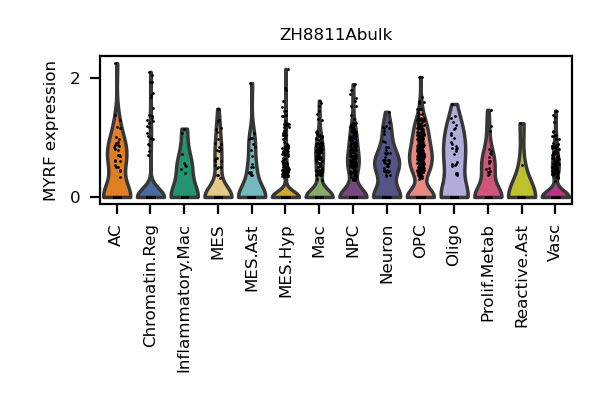 ZH8811Abulk
MYRF expression
2
0
AC
Chromatin.Reg
Inflammatory.Mac
MES
MES.Ast
MES.Hyp
Mac
NPC
Neuron
OPC
Oligo
Prolif.Metab
Reactive.Ast
Vasc